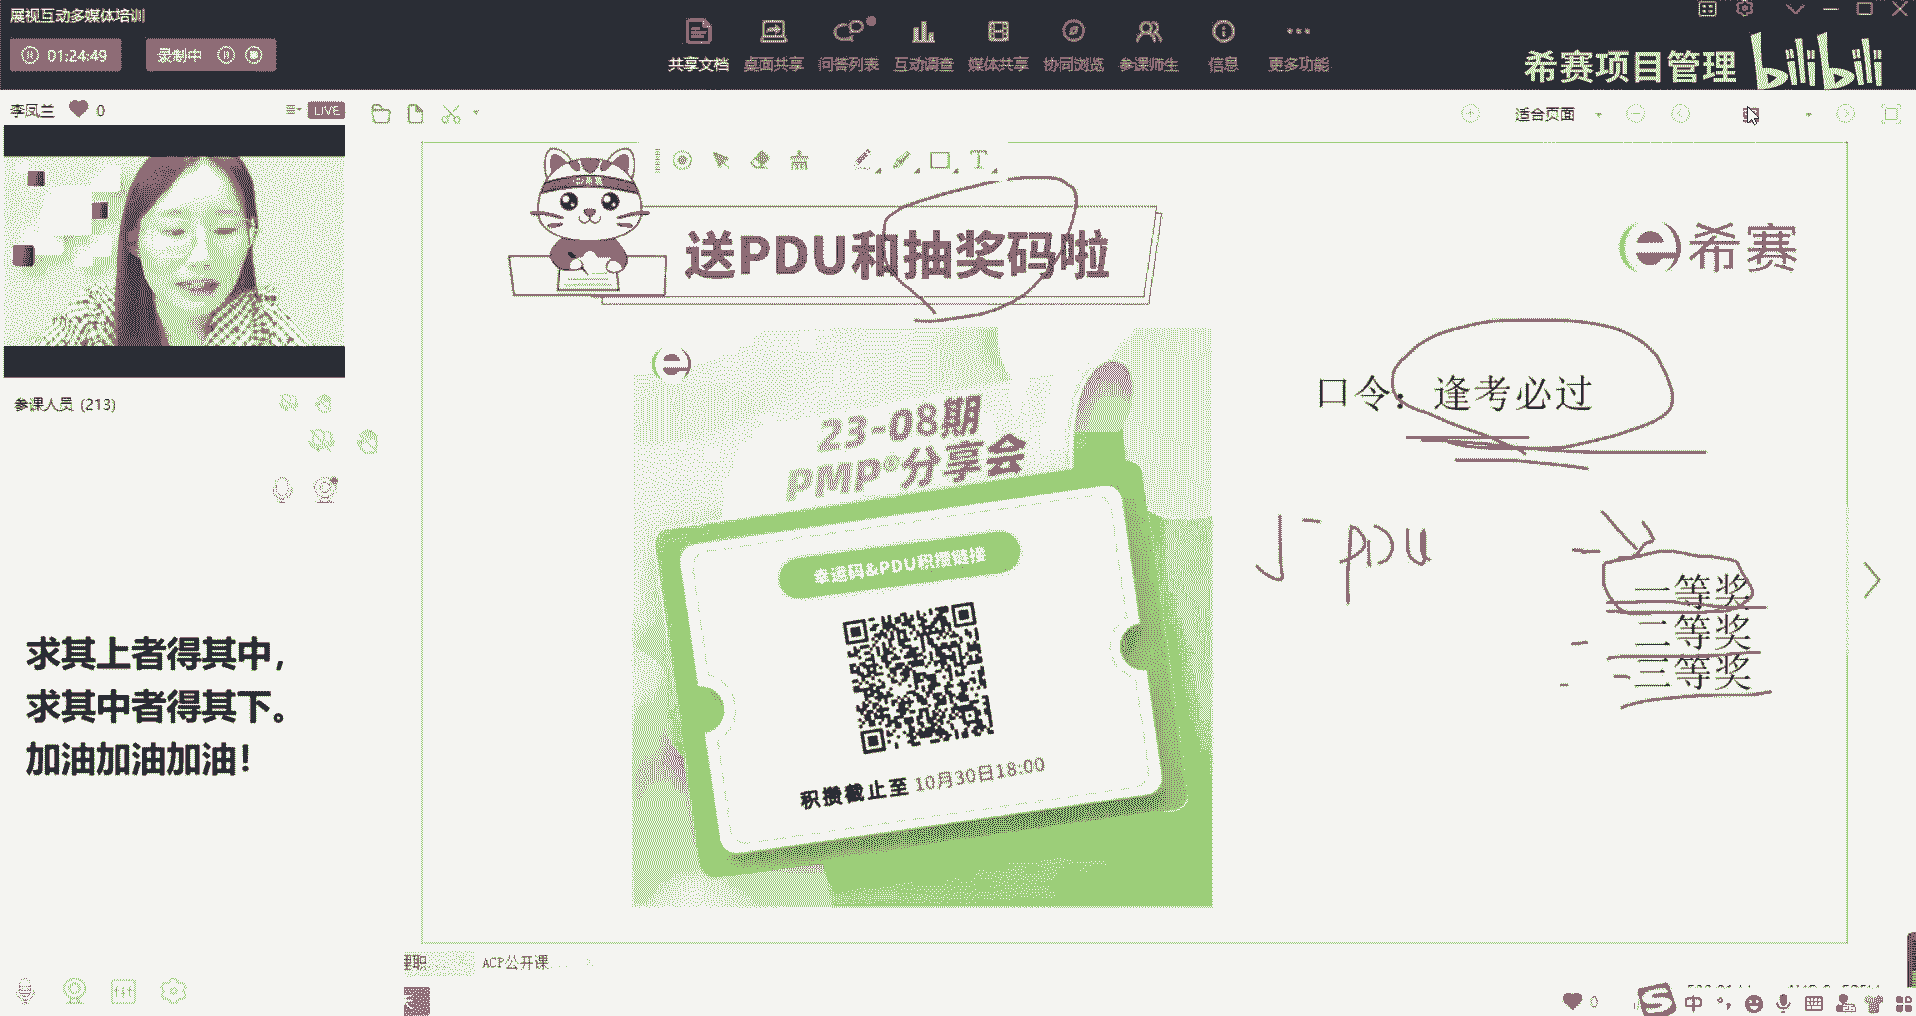 展视互动多媒体培训
01:24:49
录制中
共享文档 桌面共享 问答列表 互动调查 媒体共享 协同浏览 参课师生 信息 更多功能
希赛项目管理 bilibili
李凤兰 0 LIVE
适合页面
送PDU和抽奖码啦
希赛
口令：逢考必过
参课人员 (213)
23-08期
PMP®分享会
幸运码&PDU积攒链接
PDU
一等奖
二等奖
三等奖
求其上者得其中，
求其中者得其下。
加油加油加油！
积攒截止至 10月30日18:00
ACP公开课
0
中